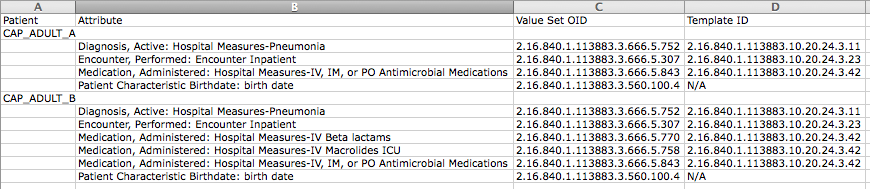 A B C D
Patient Attribute Value Set OID Template ID
CAP_ADULT_A
Diagnosis, Active: Hospital Measures-Pneumonia 2.16.840.1.113883.3.666.5.752 2.16.840.1.113883.10.20.24.3.11
Encounter, Performed: Encounter Inpatient 2.16.840.1.113883.3.666.5.307 2.16.840.1.113883.10.20.24.3.23
Medication, Administered: Hospital Measures-IV, IM, or PO Antimicrobial Medications 2.16.840.1.113883.3.666.5.843 2.16.840.1.113883.10.20.24.3.42
Patient Characteristic Birthdate: birth date 2.16.840.1.113883.3.560.100.4 N/A
CAP_ADULT_B
Diagnosis, Active: Hospital Measures-Pneumonia 2.16.840.1.113883.3.666.5.752 2.16.840.1.113883.10.20.24.3.11
Encounter, Performed: Encounter Inpatient 2.16.840.1.113883.3.666.5.307 2.16.840.1.113883.10.20.24.3.23
Medication, Administered: Hospital Measures-IV Beta lactams 2.16.840.1.113883.3.666.5.770 2.16.840.1.113883.10.20.24.3.42
Medication, Administered: Hospital Measures-IV Macrolides ICU 2.16.840.1.113883.3.666.5.758 2.16.840.1.113883.10.20.24.3.42
Medication, Administered: Hospital Measures-IV, IM, or PO Antimicrobial Medications 2.16.840.1.113883.3.666.5.843 2.16.840.1.113883.10.20.24.3.42
Patient Characteristic Birthdate: birth date 2.16.840.1.113883.3.560.100.4 N/A